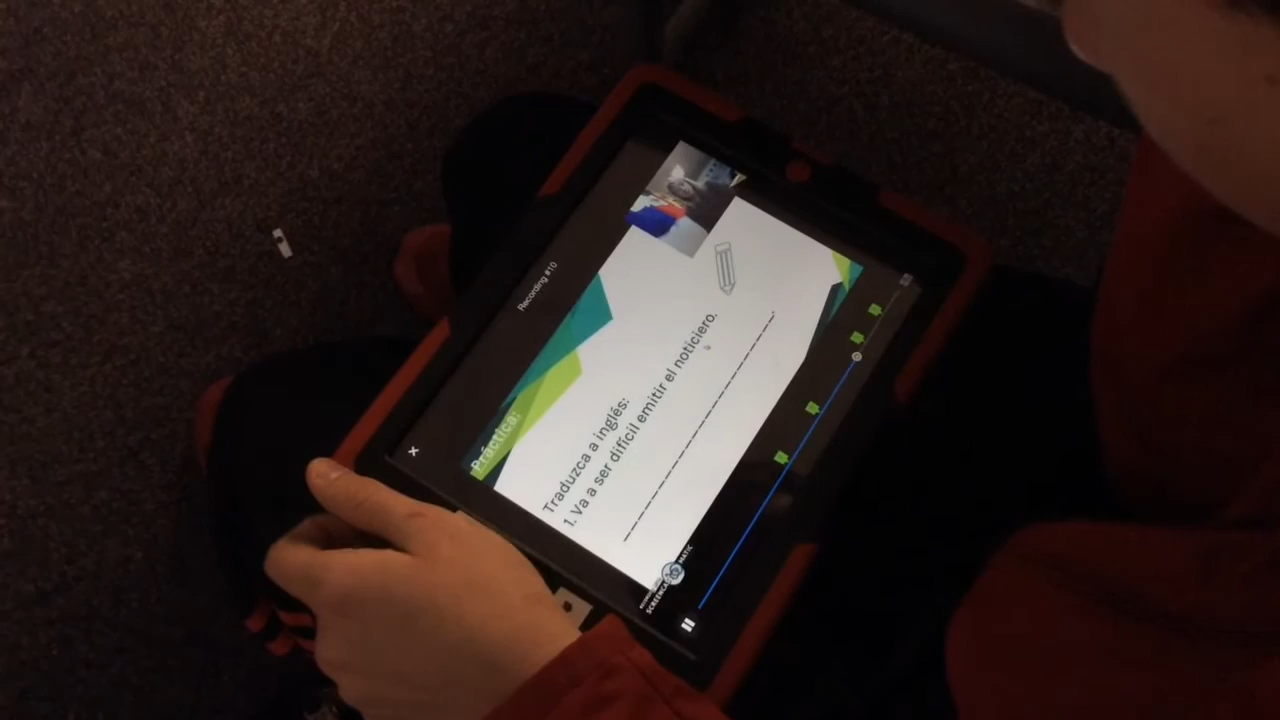 Recording #10
Práctica:
Traduzca a inglés:
1. Va a ser difícil emitir el noticiero.